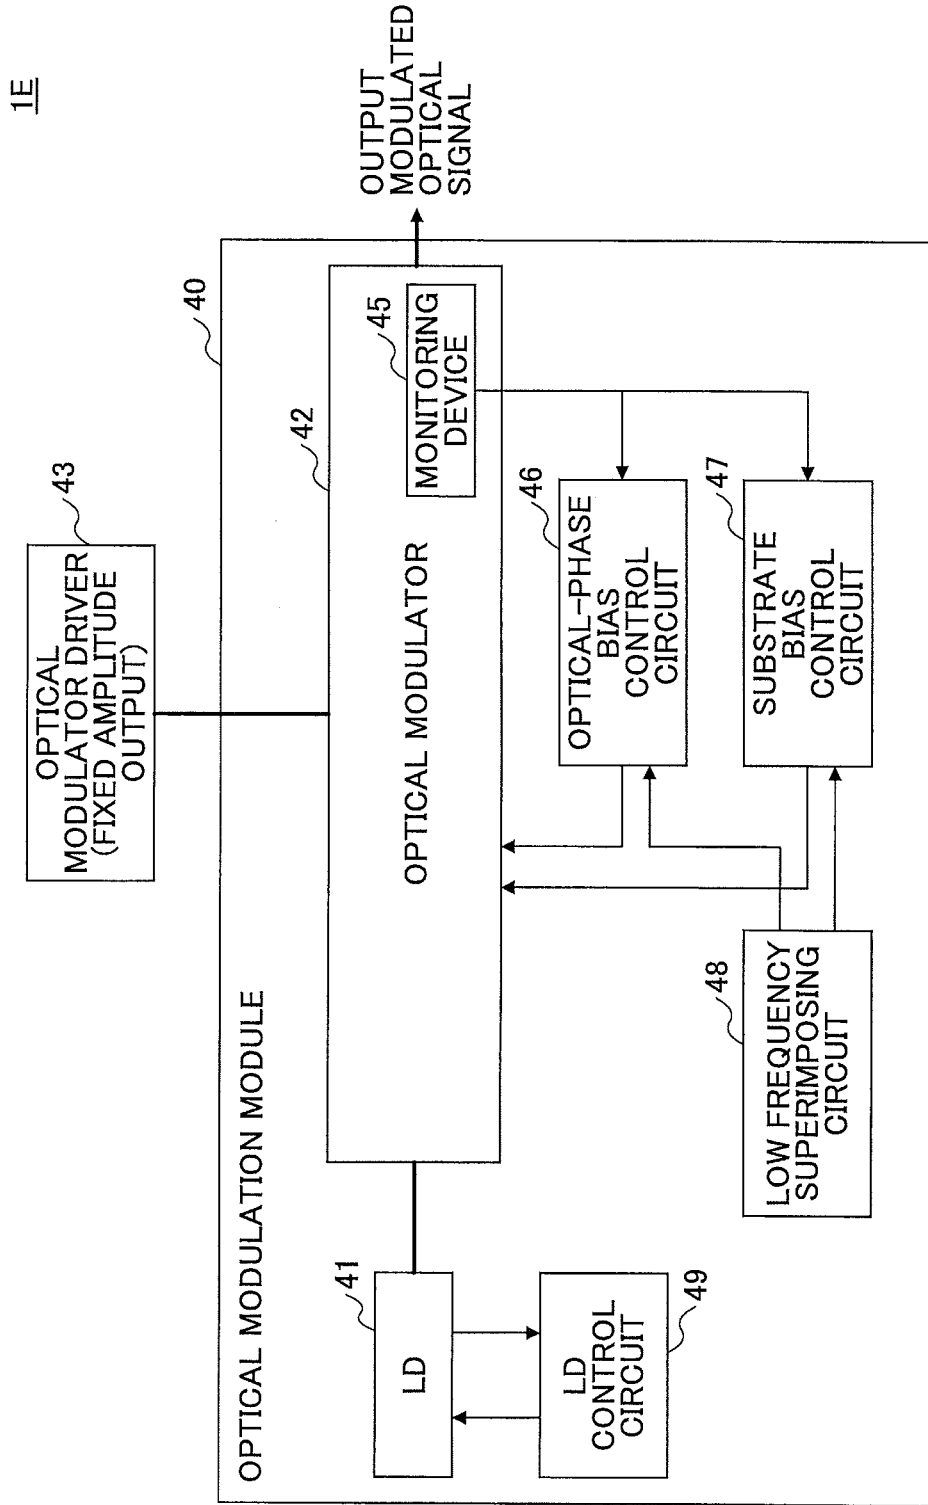 1E
OPTICAL
MODULATOR DRIVER
(FIXED AMPLITUDE
OUTPUT)
43
40
OPTICAL MODULATION MODULE
42
OPTICAL MODULATOR
45
MONITORING
DEVICE
OUTPUT
MODULATED
OPTICAL
SIGNAL
41
LD
LD
CONTROL
CIRCUIT
49
46
OPTICAL-PHASE
BIAS
CONTROL
CIRCUIT
47
SUBSTRATE
BIAS
CONTROL
CIRCUIT
48
LOW FREQUENCY
SUPERIMPOSING
CIRCUIT